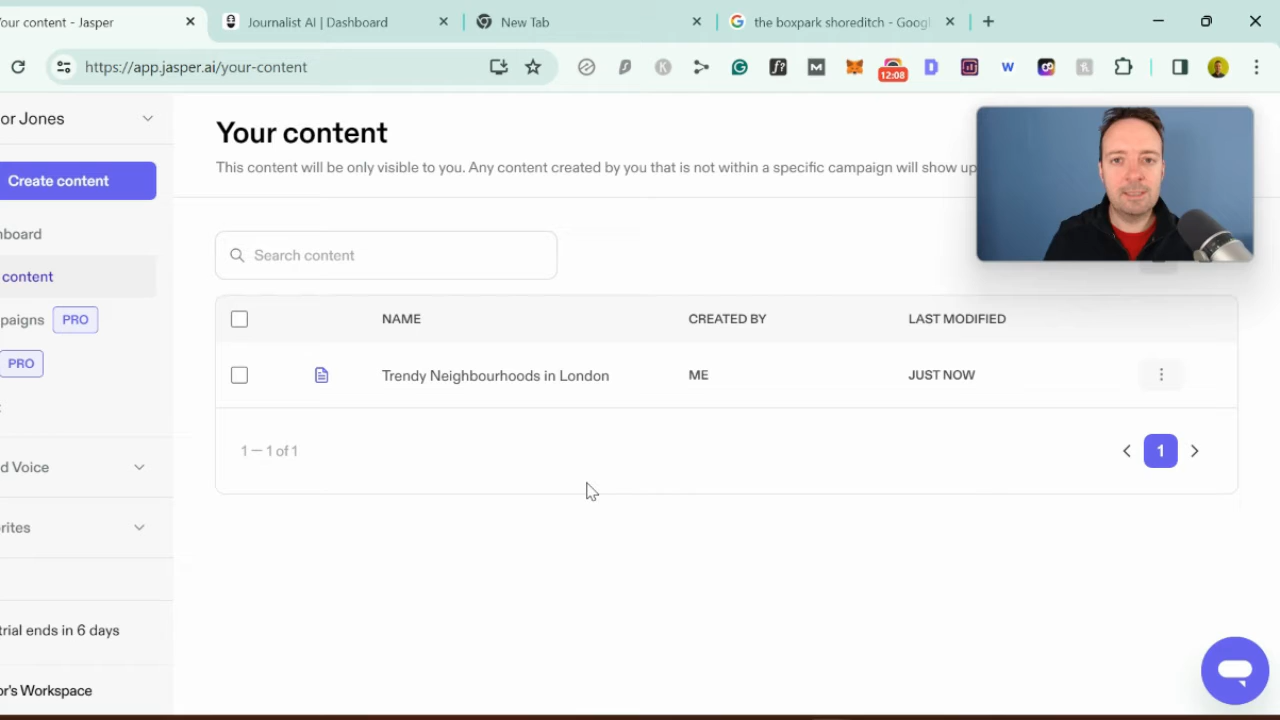 our content - Jasper
Journalist AI | Dashboard
New Tab
the boxpark shoreditch - Googl
https://app.jasper.ai/your-content
12:08
or Jones
Create content
hboard
content
paigns PRO
PRO
d Voice
rites
trial ends in 6 days
or's Workspace
Your content
This content will be only visible to you. Any content created by you that is not within a specific campaign will show up
Search content
NAME CREATED BY LAST MODIFIED
Trendy Neighbourhoods in London ME JUST NOW
1 — 1 of 1
1